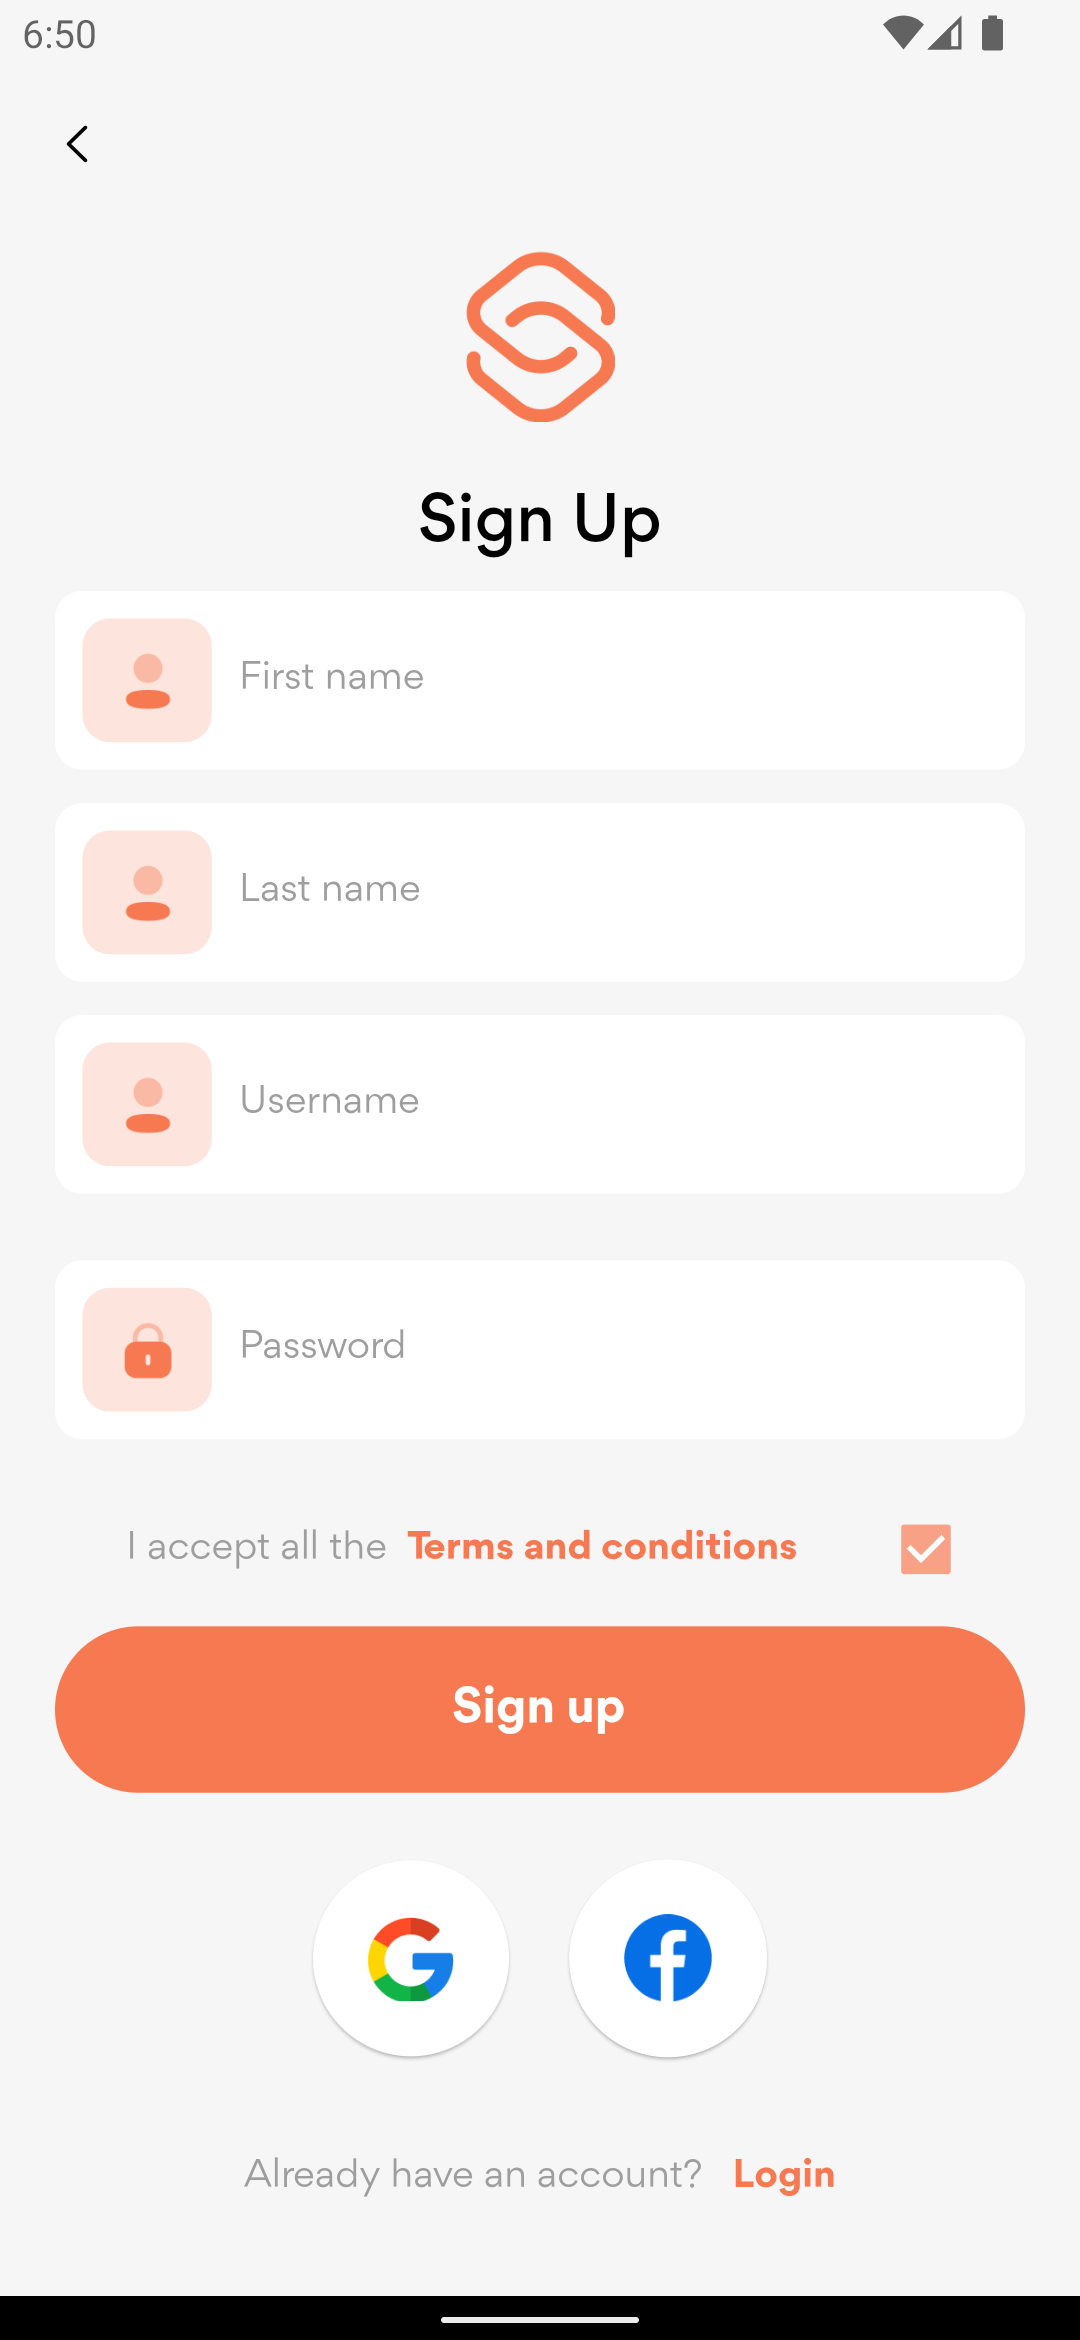 6:50
Sign Up
First name
Last name
Username
Password
I accept all the Terms and conditions
Sign up
Already have an account? Login